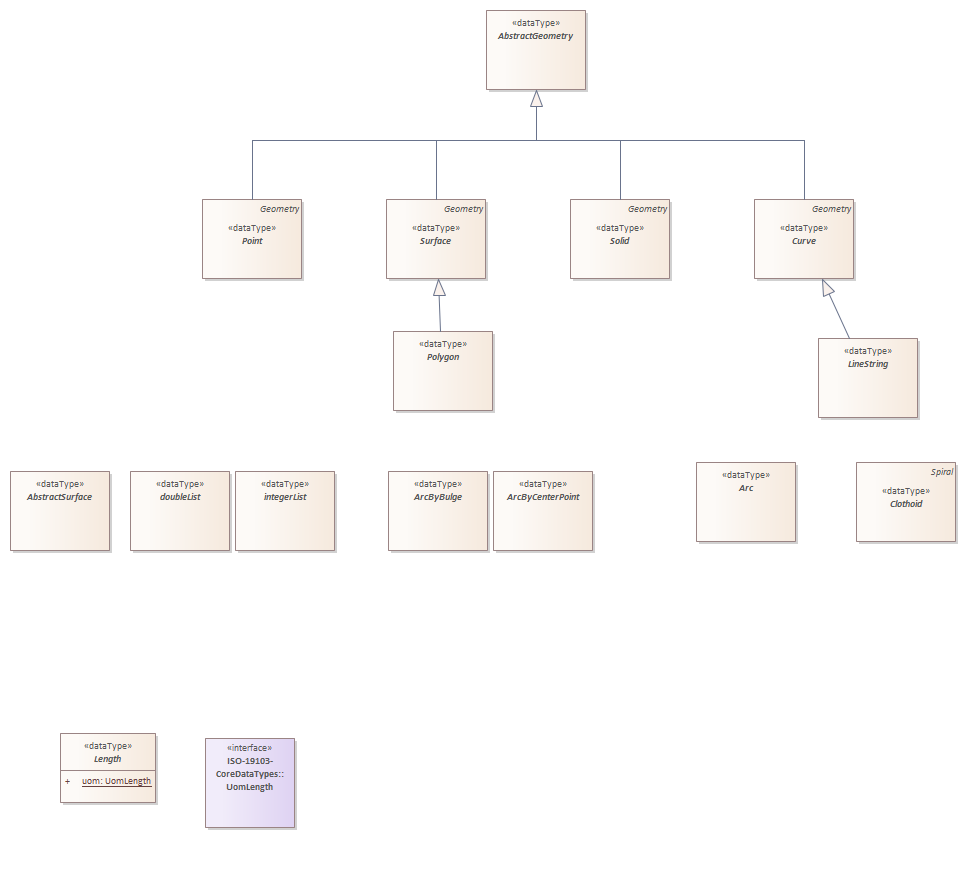 «dataType»
AbstractGeometry
Geometry
«dataType»
Point
Geometry
«dataType»
Surface
Geometry
«dataType»
Solid
Geometry
«dataType»
Curve
«dataType»
Polygon
«dataType»
LineString
«dataType»
AbstractSurface
«dataType»
doubleList
«dataType»
integerList
«dataType»
ArcByBulge
«dataType»
ArcByCenterPoint
«dataType»
Arc
Spiral
«dataType»
Clothoid
«dataType»
Length
+ uom: UomLength
«interface»
ISO-19103-
CoreDataTypes::
UomLength